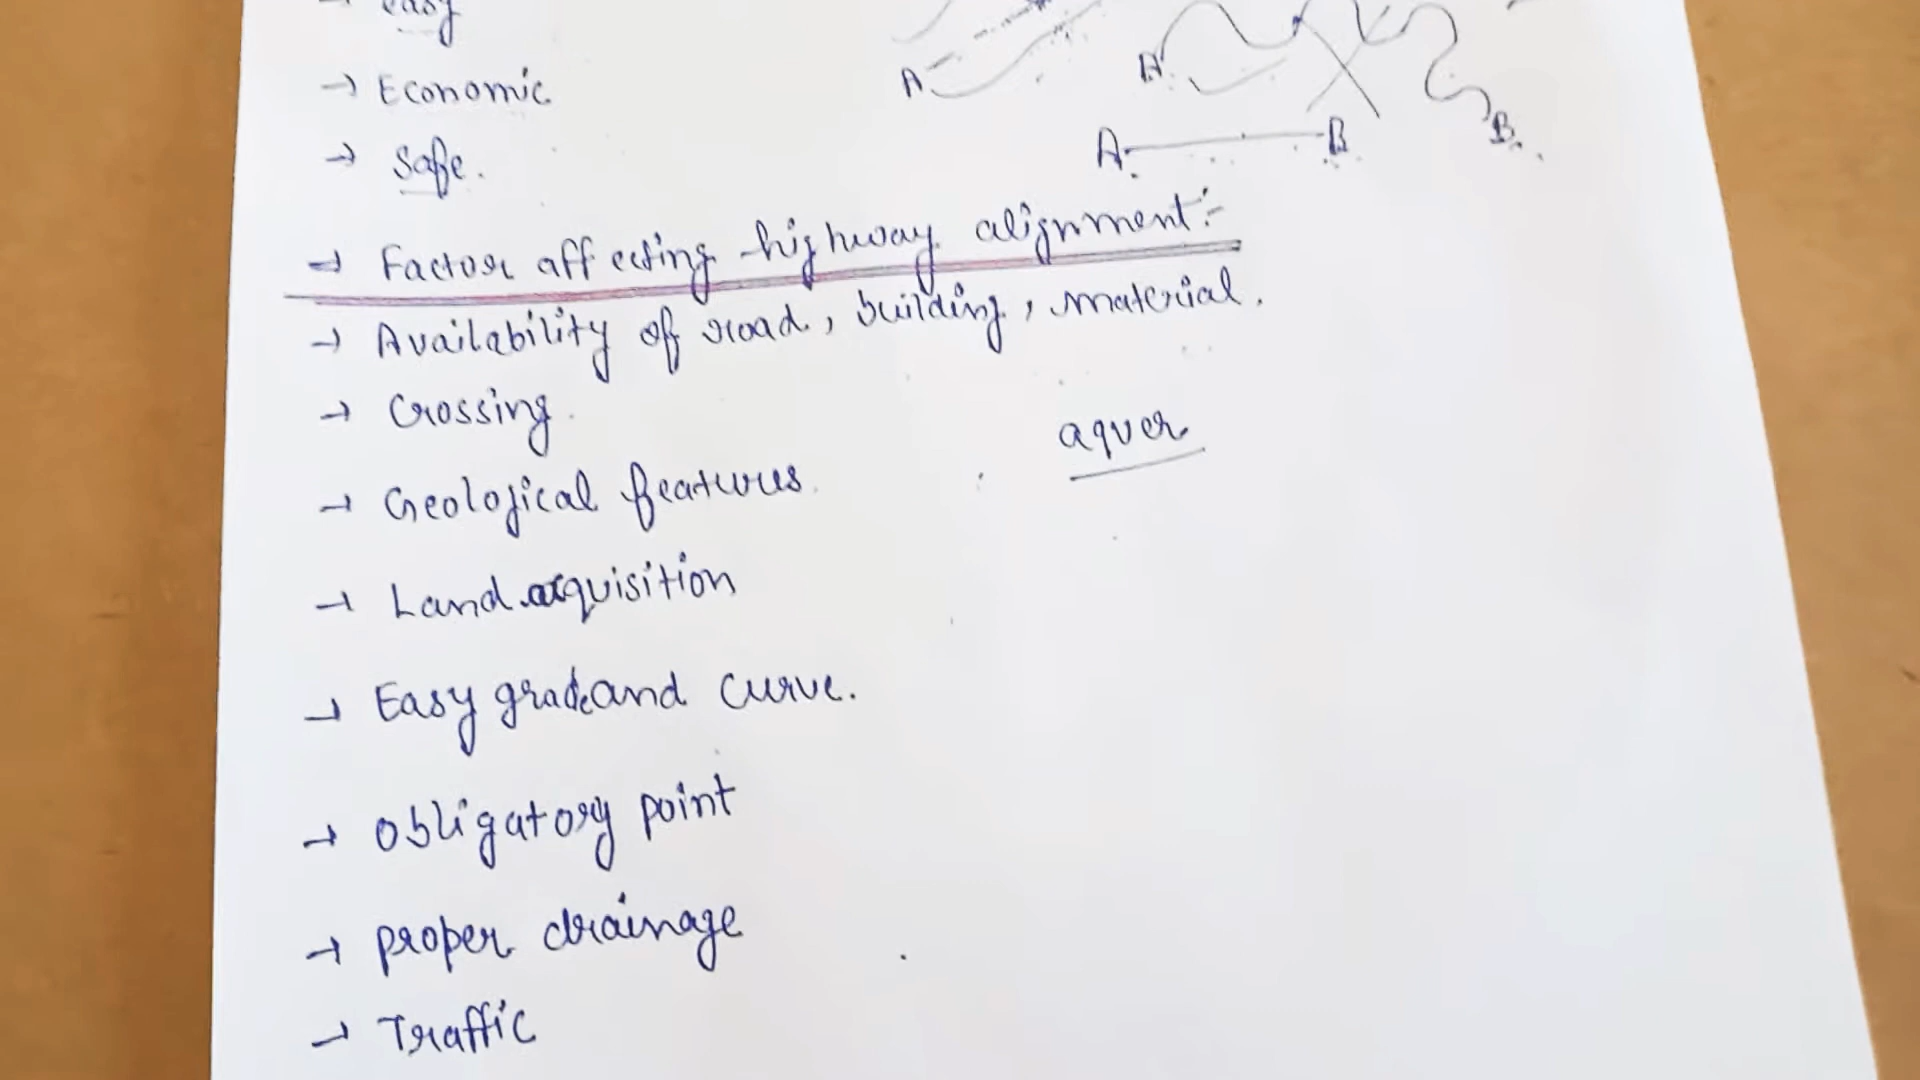 → easy
→ Economic
→ Safe.
A
A
B.
A
B
→ Factor affecting highway alignment :-
→ Availability of road, building, material.
→ Crossing
aquer
→ Geological features
→ Land acquisition
→ Easy grade and curve.
→ obligatory point
→ proper drainage
→ Traffic